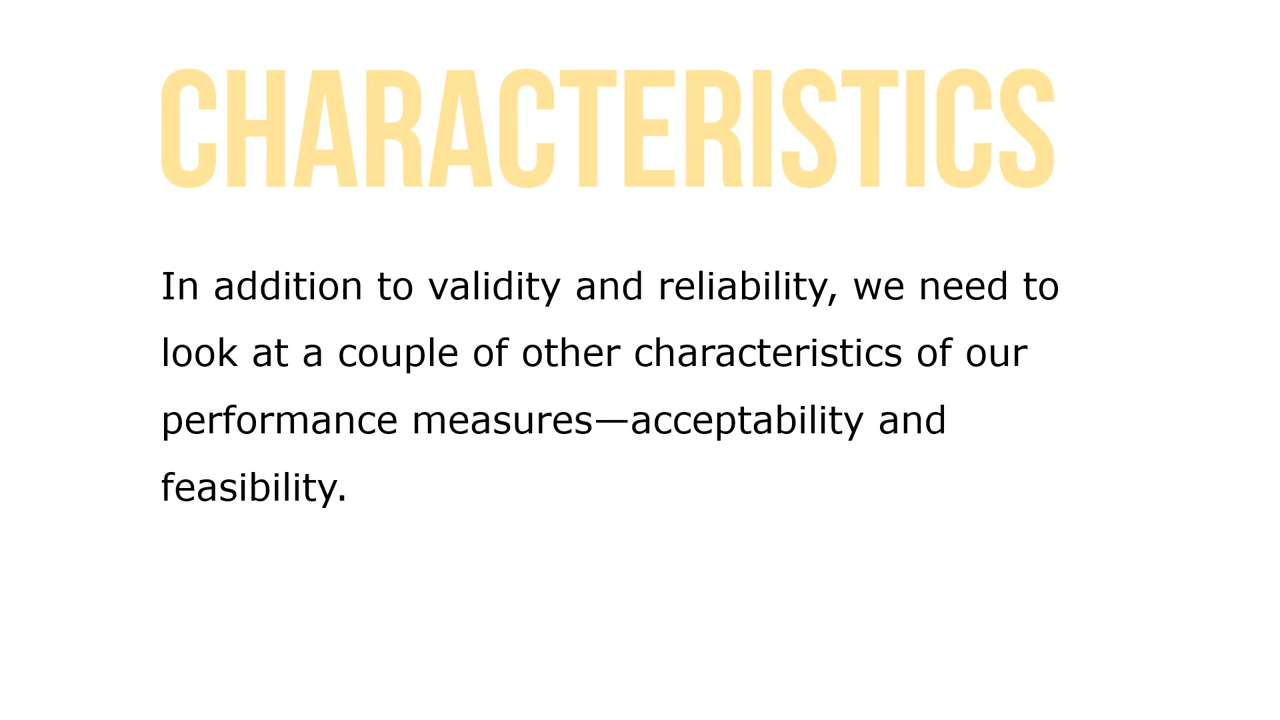 CHARACTERISTICS
In addition to validity and reliability, we need to
look at a couple of other characteristics of our
performance measures—acceptability and
feasibility.